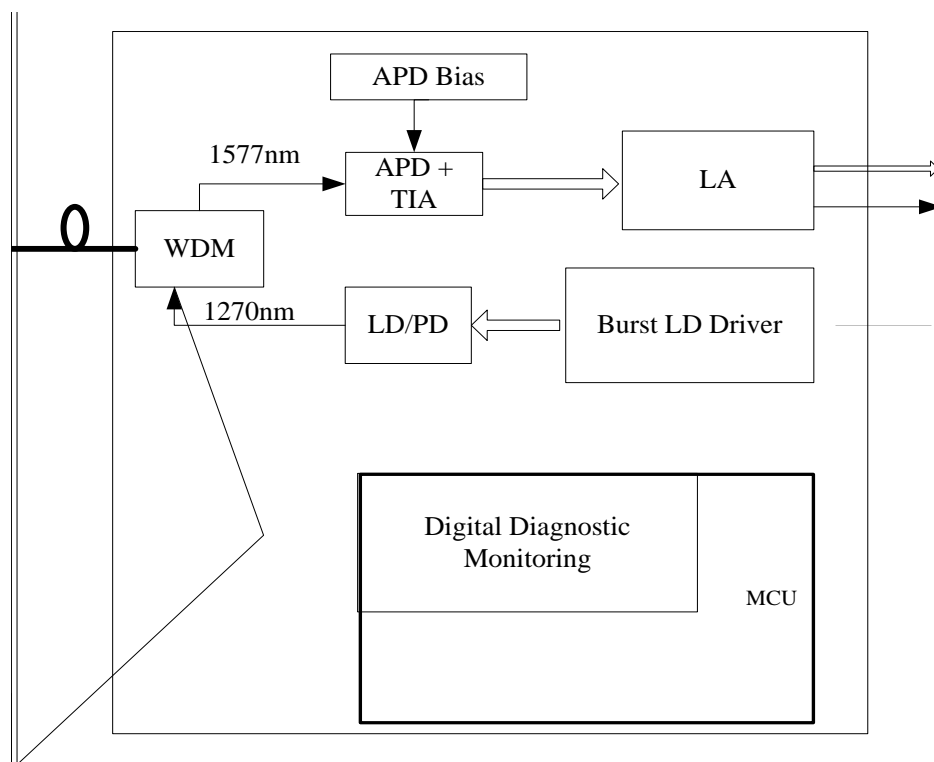 APD Bias
1577nm
APD +
TIA
LA
WDM
1270nm
LD/PD
Burst LD Driver
Digital Diagnostic
Monitoring
MCU